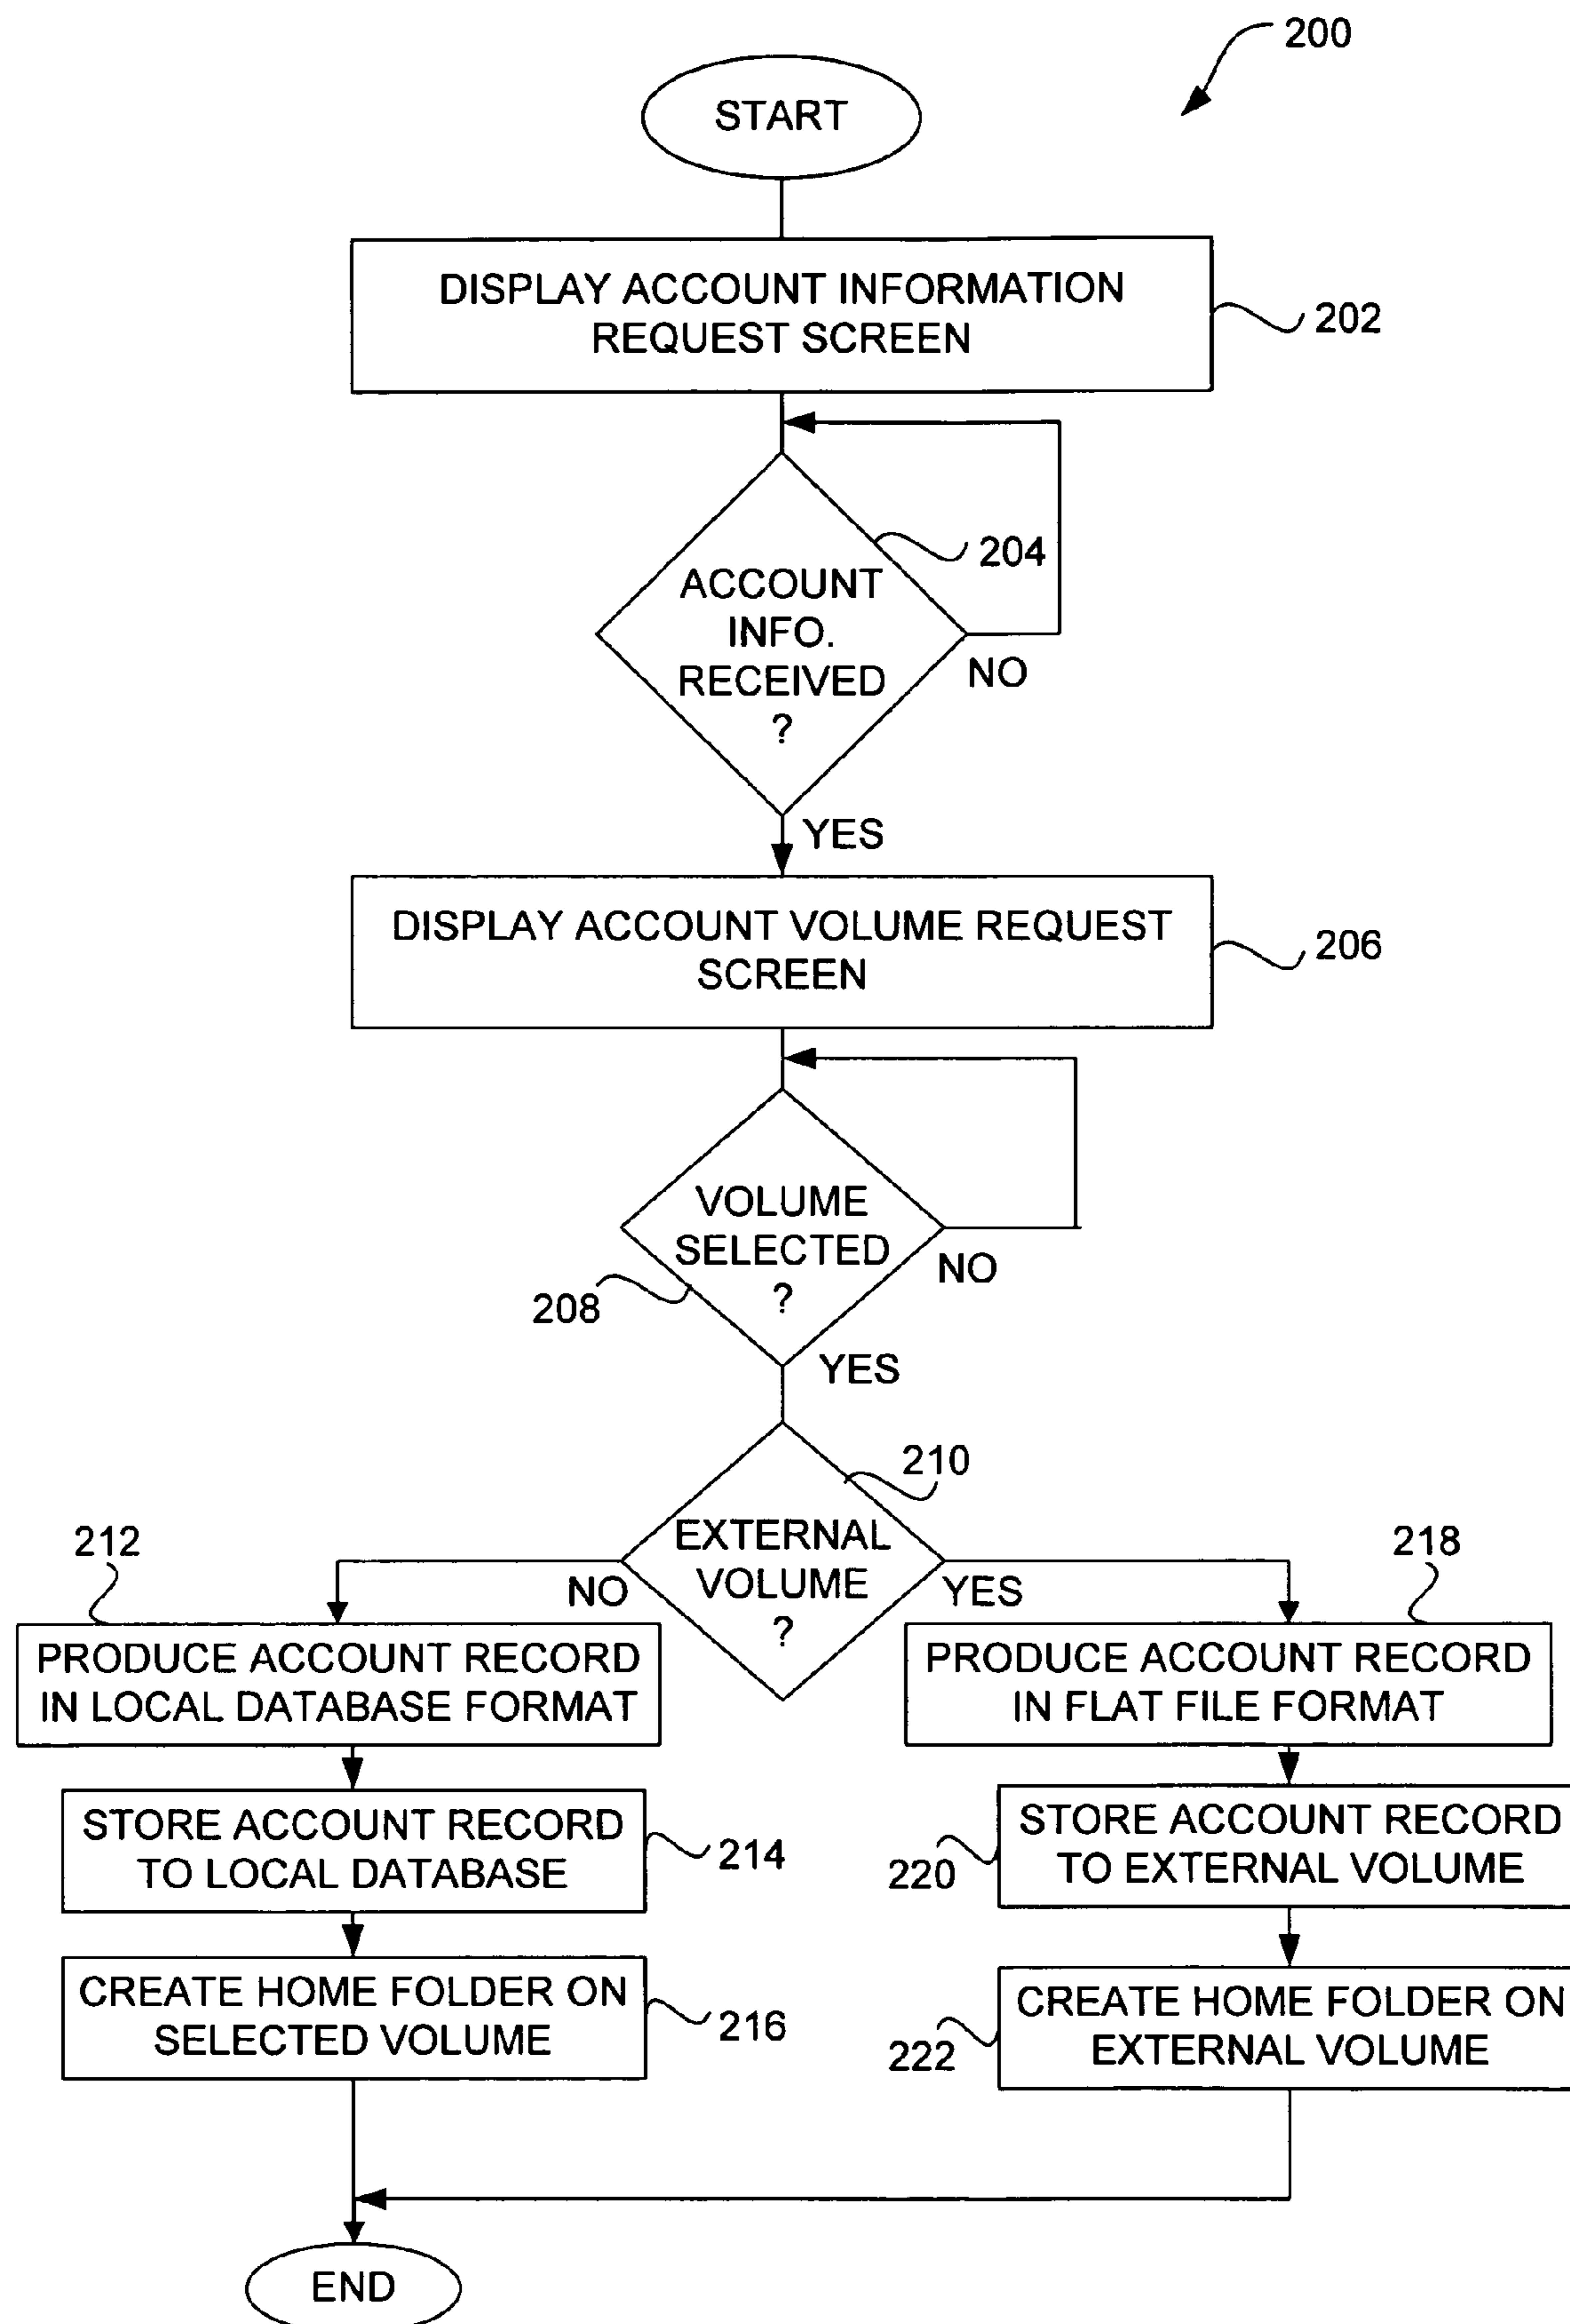 200
START
DISPLAY ACCOUNT INFORMATION
REQUEST SCREEN
202
204
ACCOUNT
INFO.
RECEIVED
?
NO
YES
DISPLAY ACCOUNT VOLUME REQUEST
SCREEN
206
VOLUME
SELECTED
?
NO
208
YES
210
EXTERNAL
VOLUME
?
NO
YES
212
PRODUCE ACCOUNT RECORD
IN LOCAL DATABASE FORMAT
STORE ACCOUNT RECORD
TO LOCAL DATABASE
214
CREATE HOME FOLDER ON
SELECTED VOLUME
216
218
PRODUCE ACCOUNT RECORD
IN FLAT FILE FORMAT
STORE ACCOUNT RECORD
TO EXTERNAL VOLUME
220
CREATE HOME FOLDER ON
EXTERNAL VOLUME
222
END